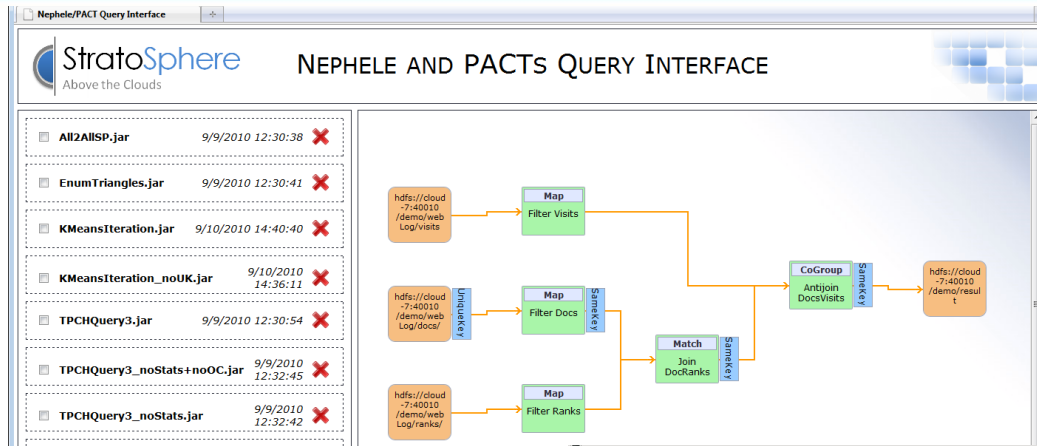 Nephele/PACT Query Interface
StratoSphere
Above the Clouds
NEPHELE AND PACTS QUERY INTERFACE
All2AllSP.jar 9/9/2010 12:30:38
EnumTriangles.jar 9/9/2010 12:30:41
KMeansIteration.jar 9/10/2010 14:40:40
KMeansIteration_noUK.jar 9/10/2010
14:36:11
TPCHQuery3.jar 9/9/2010 12:30:54
TPCHQuery3_noStats+noOC.jar 9/9/2010
12:32:45
TPCHQuery3_noStats.jar 9/9/2010
12:32:42
hdfs://cloud
-7:40010
/demo/web
Log/visits
Map
Filter Visits
hdfs://cloud
-7:40010
/demo/web
Log/docs/
UniqueKey
Map
Filter Docs
SameKey
hdfs://cloud
-7:40010
/demo/web
Log/ranks/
Map
Filter Ranks
Match
Join
DocRanks
SameKey
CoGroup
Antijoin
DocsVisits
SameKey
hdfs://cloud
-7:40010
/demo/resul
t